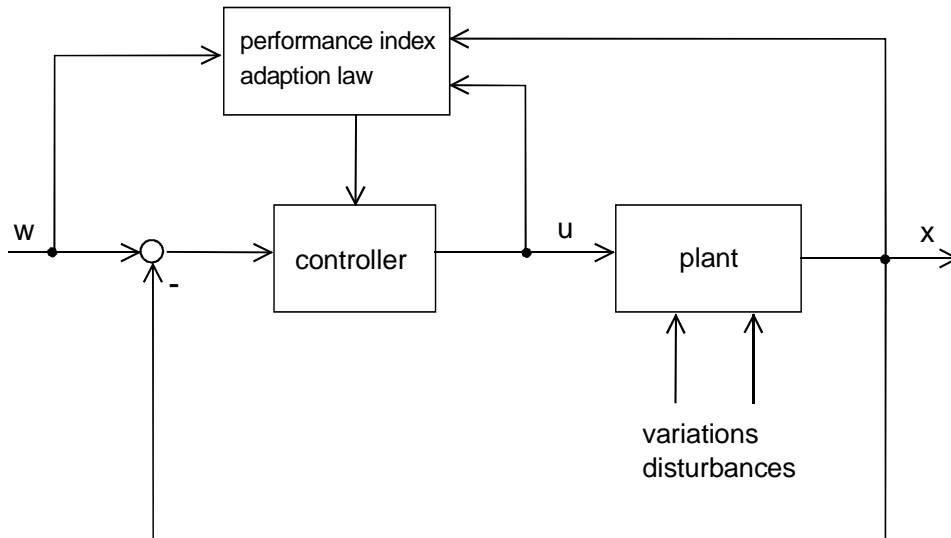 performance index
adaption law
w
controller
u
plant
x
-
variations
disturbances